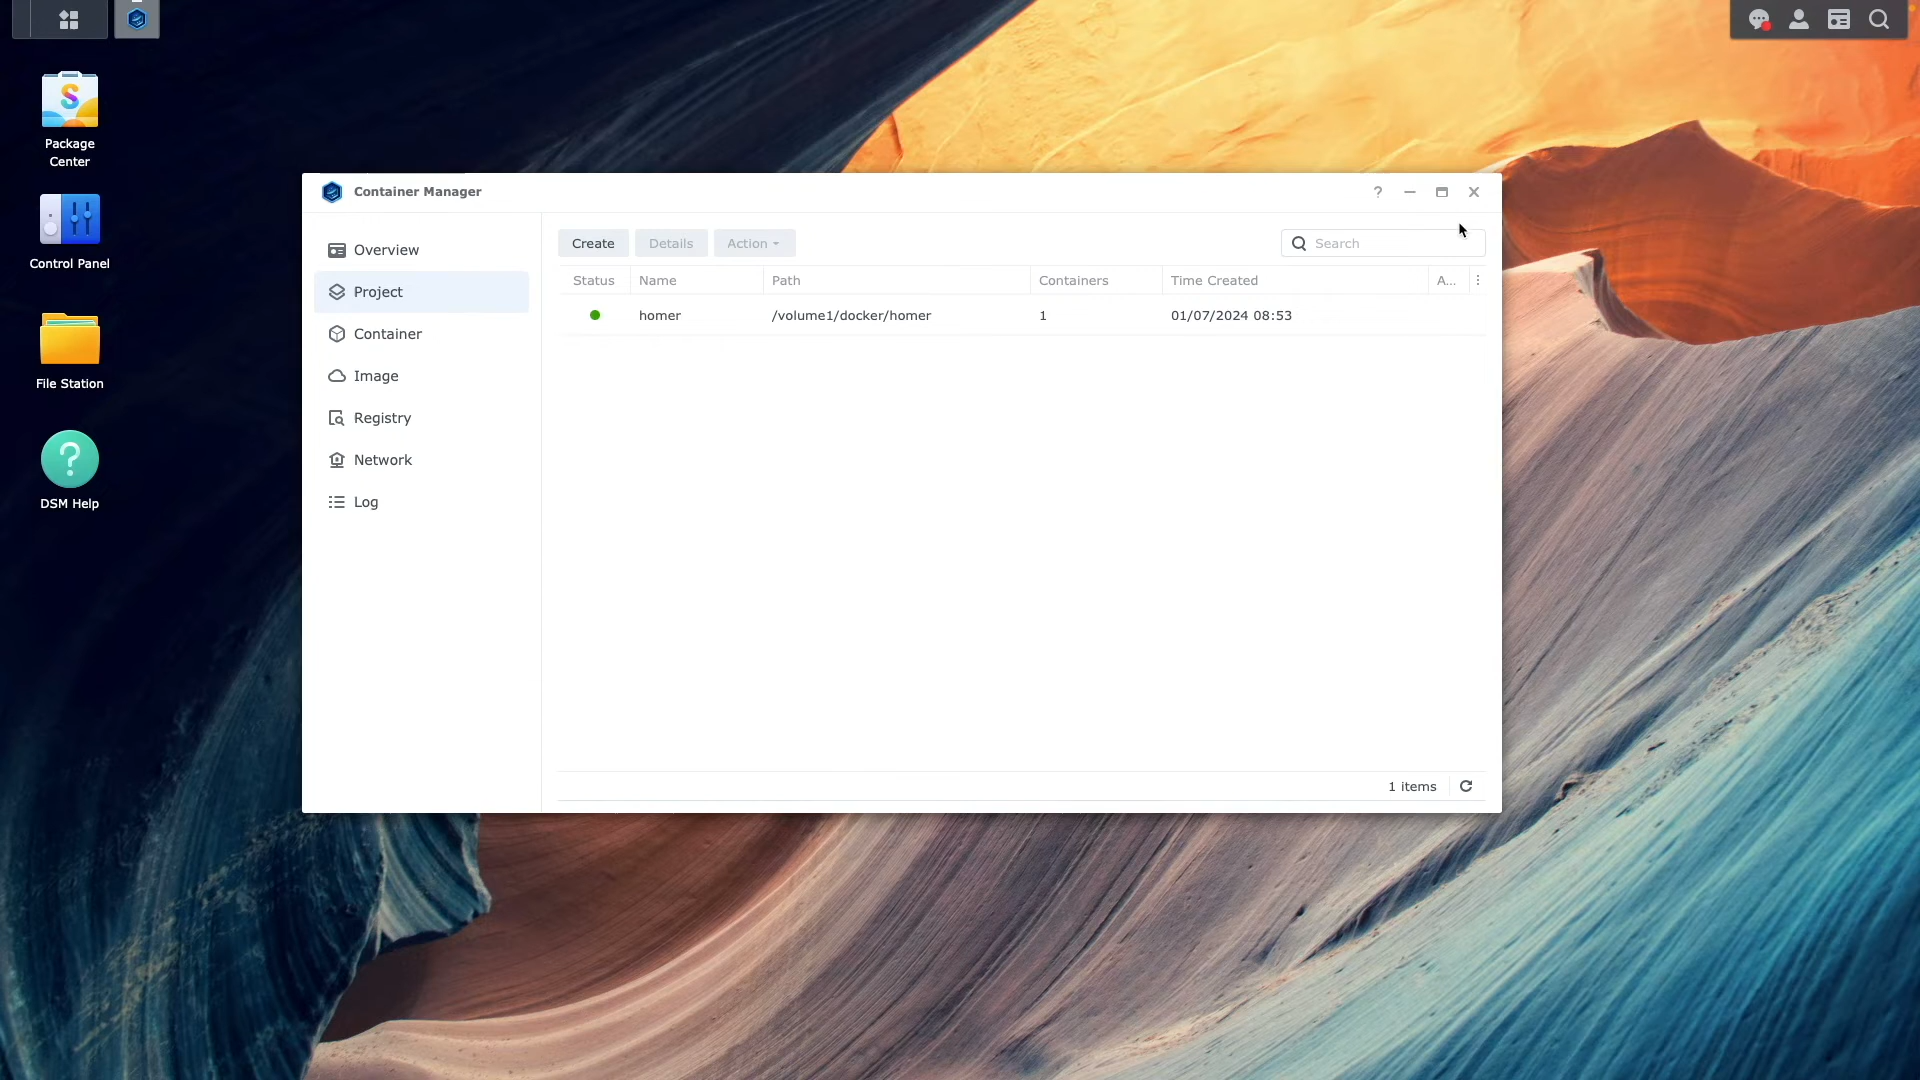 Package
Center
Control Panel
File Station
DSM Help
Container Manager
Overview
Project
Container
Image
Registry
Network
Log
Create Details Action Search
Status Name Path Containers Time Created A...
homer /volume1/docker/homer 1 01/07/2024 08:53
1 items